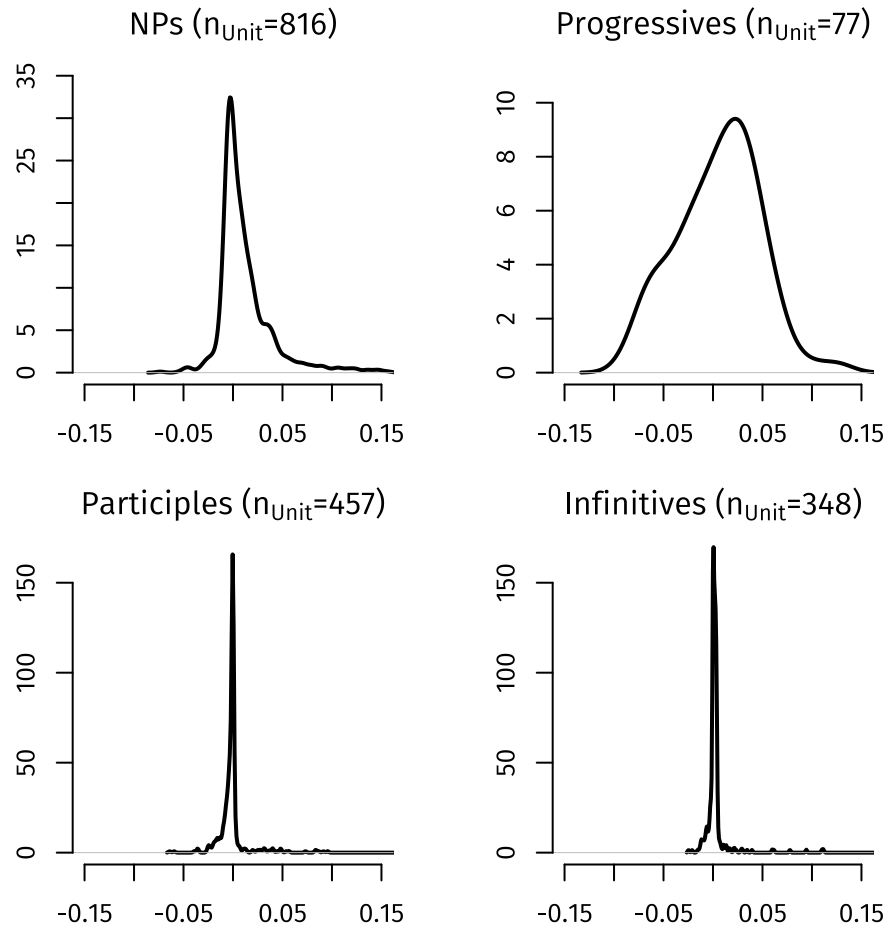 NPs (nUnit=816)
35
25
15
5
0
-0.15 -0.05 0.05 0.15
Progressives (nUnit=77)
10
8
6
4
2
0
-0.15 -0.05 0.05 0.15
Participles (nUnit=457)
150
100
50
0
-0.15 -0.05 0.05 0.15
Infinitives (nUnit=348)
150
100
50
0
-0.15 -0.05 0.05 0.15